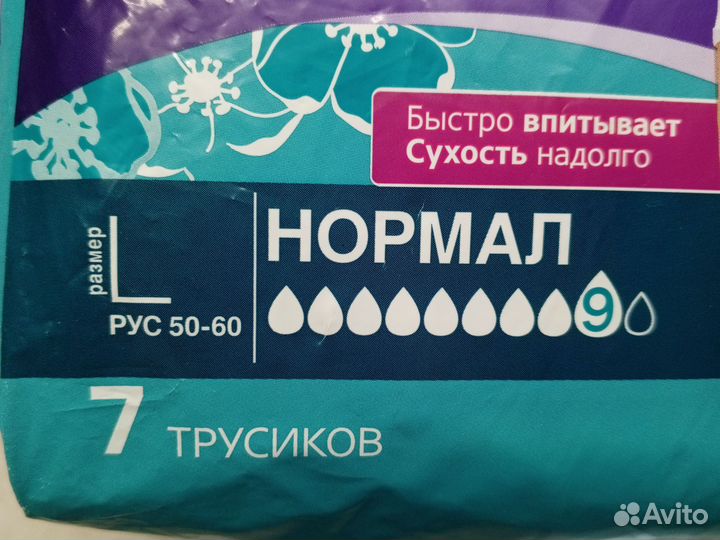 Быстро впитывает
Сухость надолго
размер
L
РУС 50-60
НОРМАЛ
9
7 ТРУСИКОВ
Avito